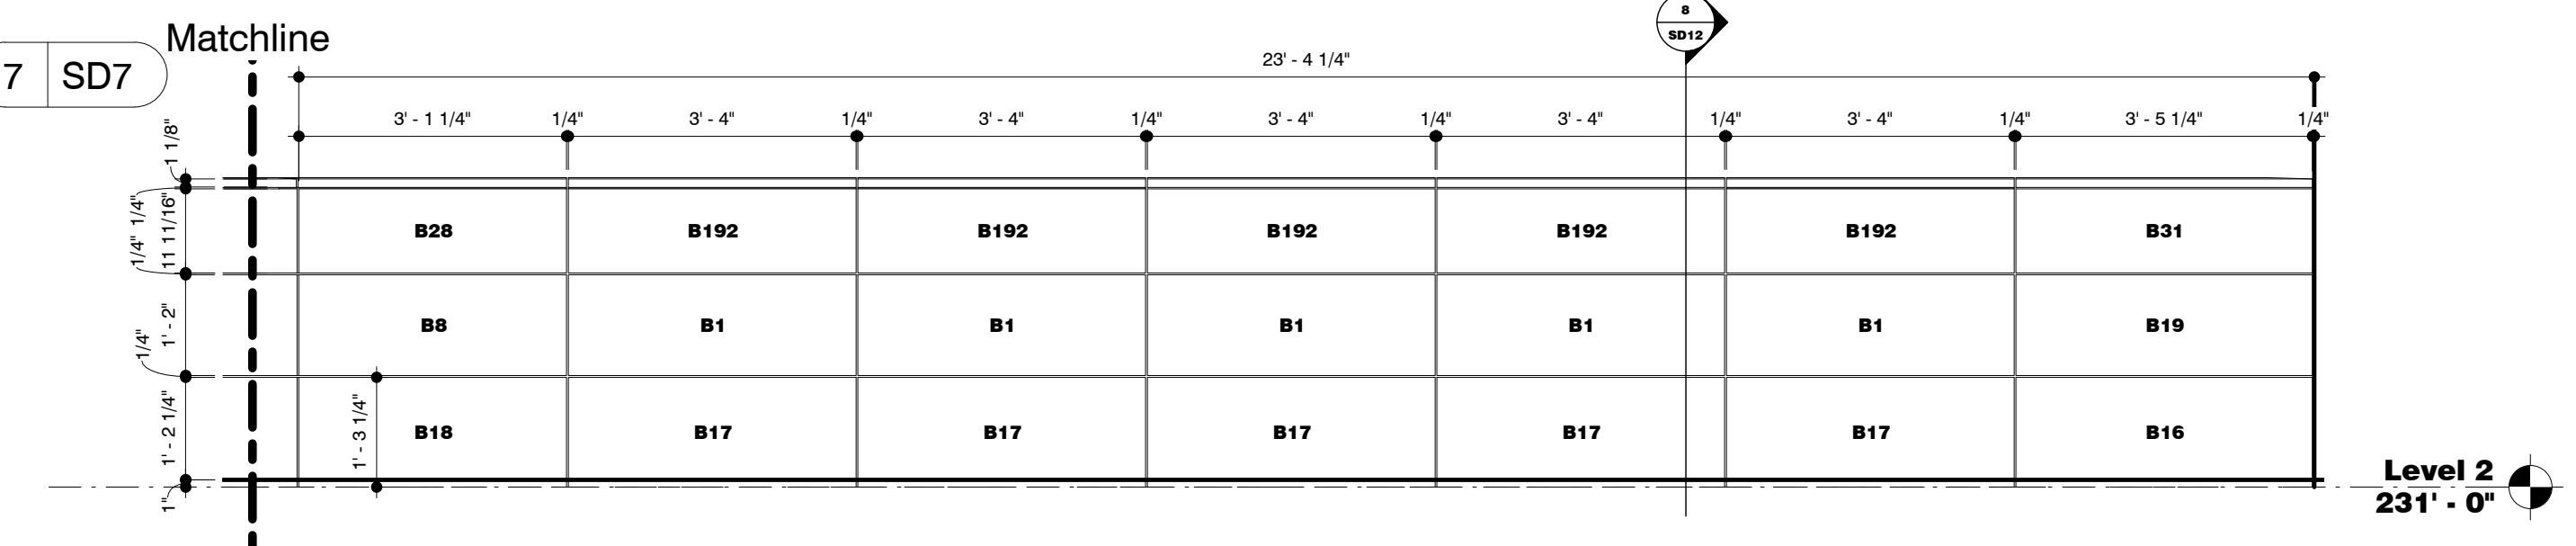 Matchline
7 SD7
8
SD12
23' - 4 1/4"
3' - 1 1/4" 1/4" 3' - 4" 1/4" 3' - 4" 1/4" 3' - 4" 1/4" 3' - 4" 1/4" 3' - 4" 1/4" 3' - 5 1/4" 1/4"
1 1/8"
1/4" 1/4"
11 11/16"
B28 B192 B192 B192 B192 B192 B31
1' - 2"
1/4"
B8 B1 B1 B1 B1 B1 B19
1' - 2 1/4"
1' - 3 1/4"
B18 B17 B17 B17 B17 B17 B16
1"
Level 2
231' - 0"